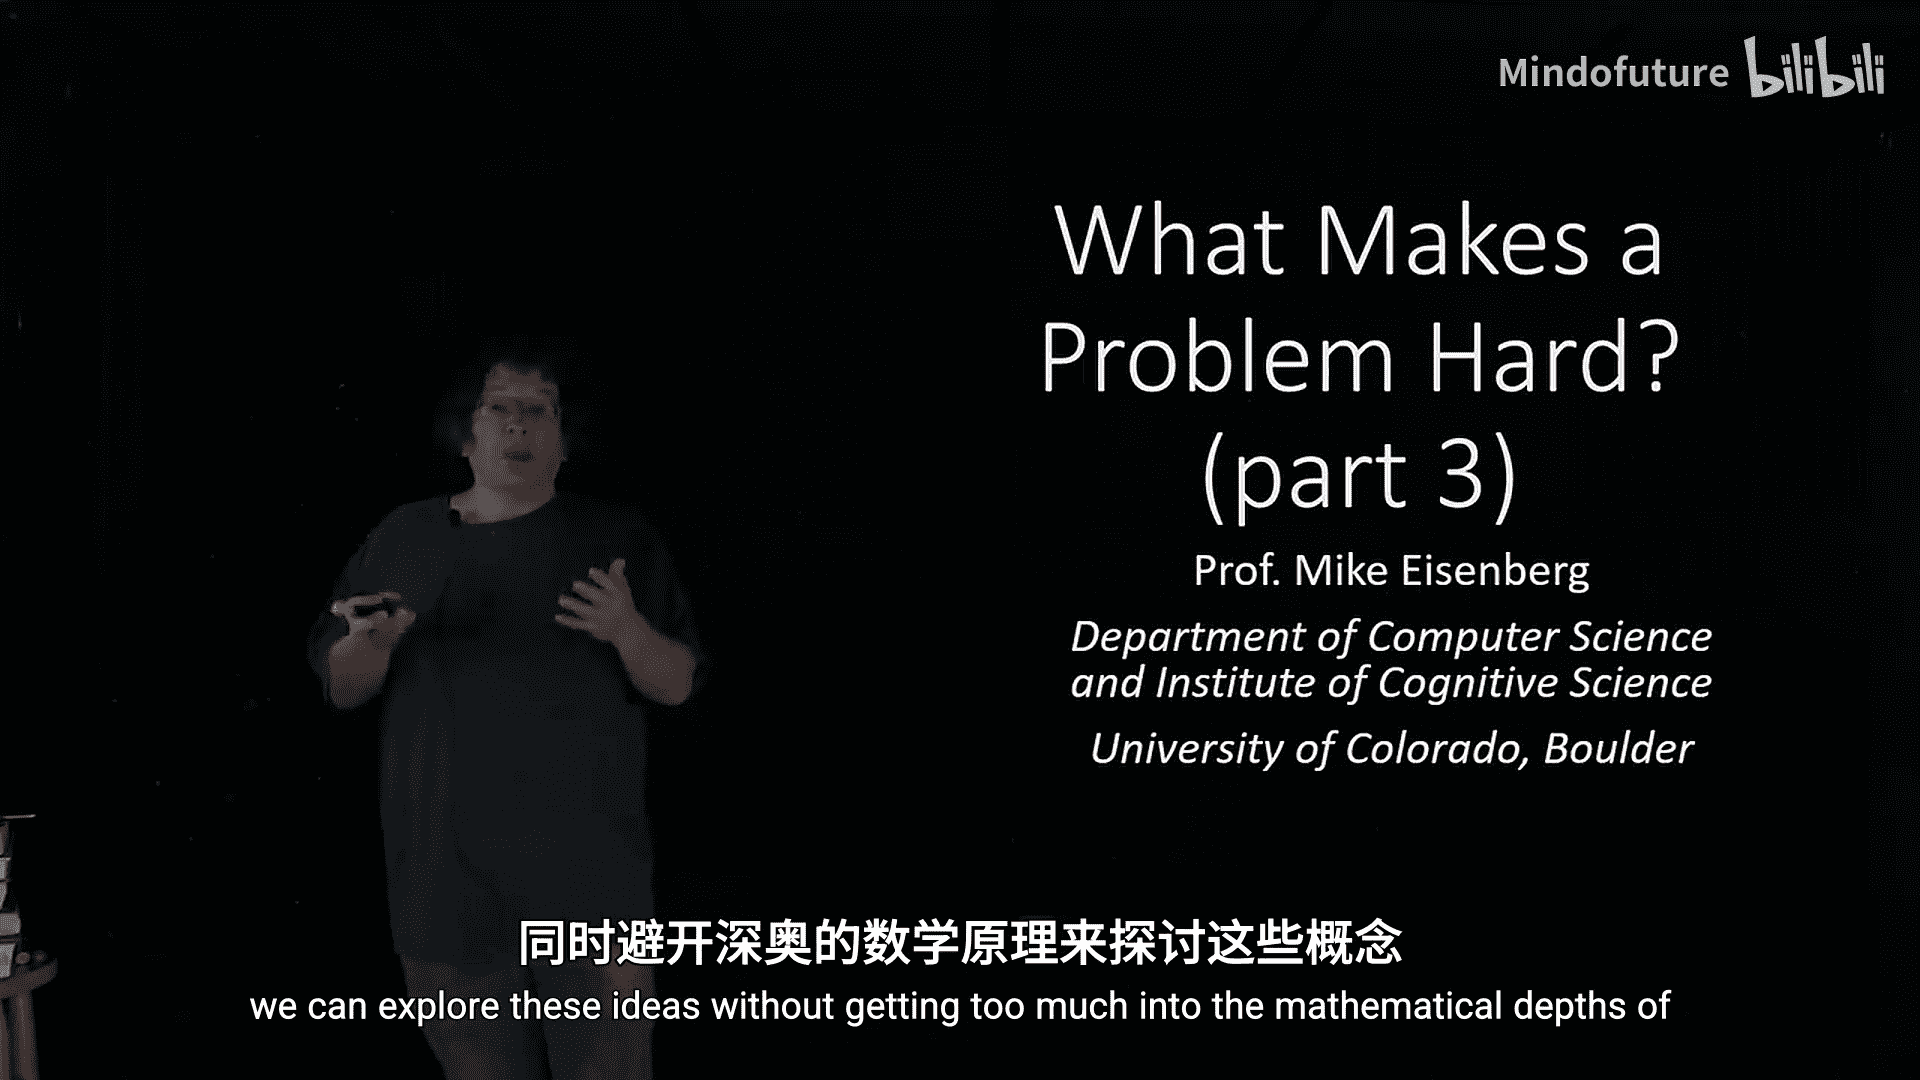 Mindofuture bilibili
What Makes a
Problem Hard?
(part 3)
Prof. Mike Eisenberg
Department of Computer Science
and Institute of Cognitive Science
University of Colorado, Boulder
同时避开深奥的数学原理来探讨这些概念
we can explore these ideas without getting too much into the mathematical depths of